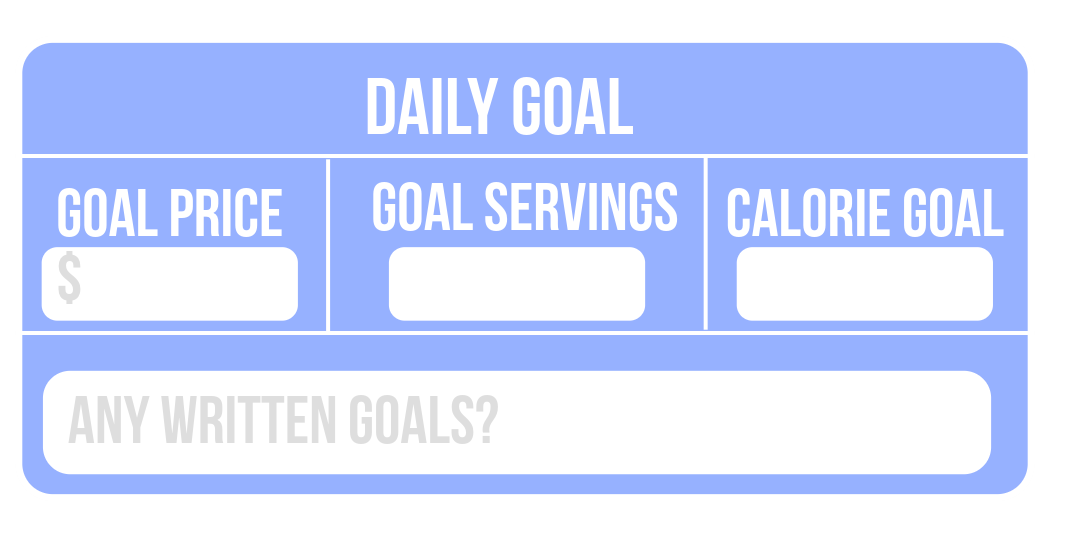 DAILY GOAL
GOAL PRICE
GOAL SERVINGS
CALORIE GOAL
$
ANY WRITTEN GOALS?